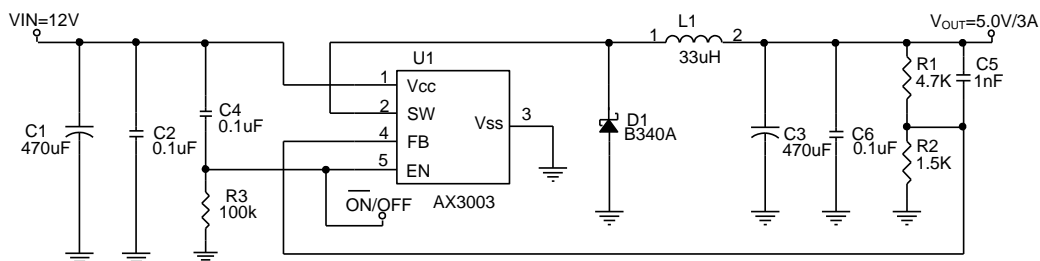 VIN=12V
L1
1
2
33uH
VOUT=5.0V/3A
U1
1
Vcc
2
SW
4
FB
5
EN
Vss
3
AX3003
C1
470uF
C2
0.1uF
C4
0.1uF
R3
100k
ON/OFF
D1
B340A
C3
470uF
C6
0.1uF
R1
4.7K
C5
1nF
R2
1.5K